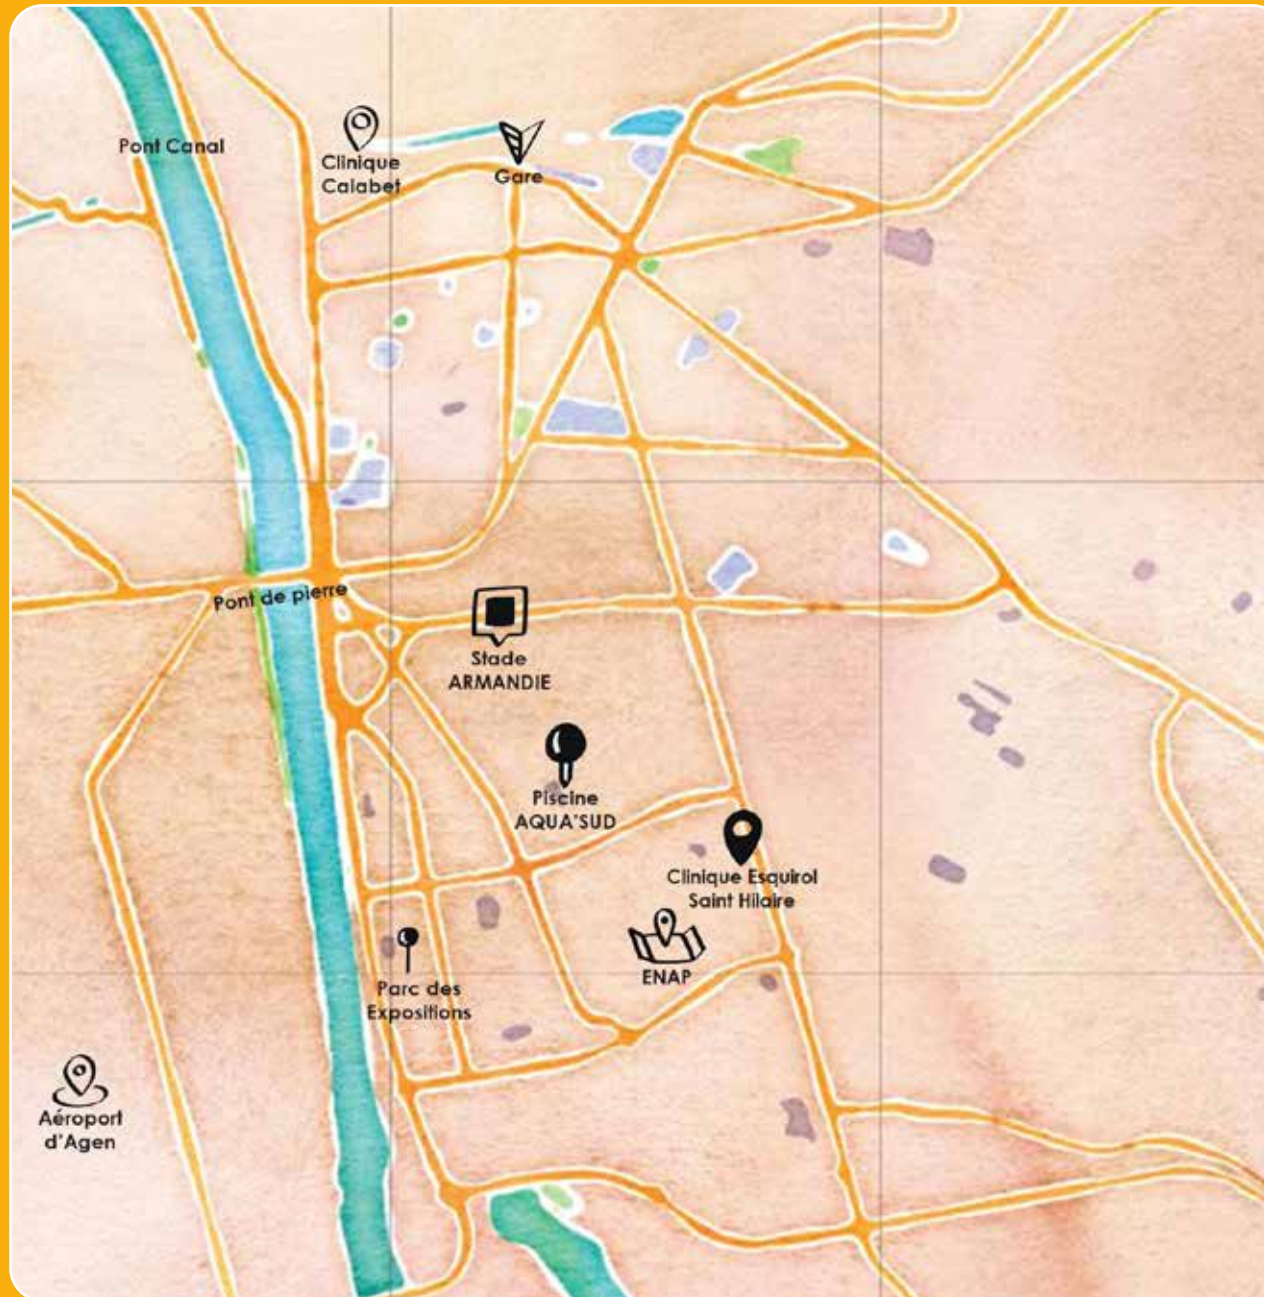 Pont Canal
Clinique
Calabet
Gare
Pont de pierre
Stade
ARMANDIE
Piscine
AQUA'SUD
Clinique Esquirol
Saint Hilaire
ENAP
Parc des
Expositions
Aéroport
d'Agen